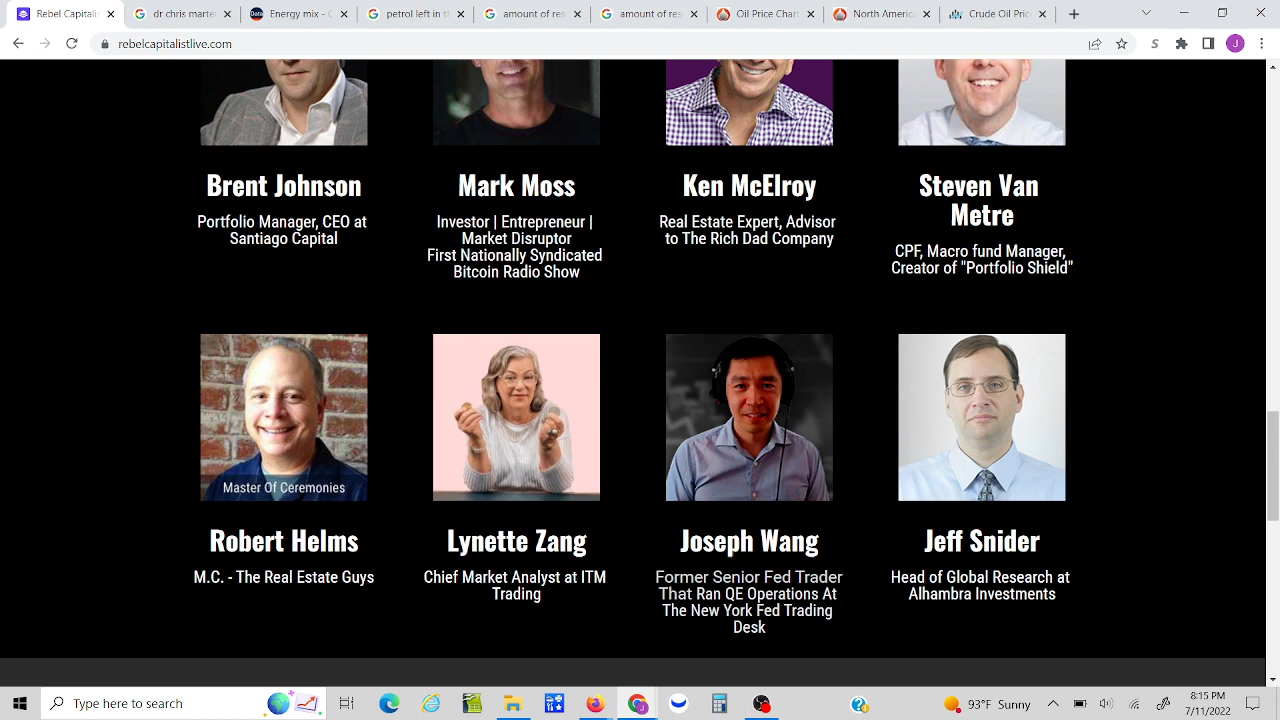 Rebel Capitalist
dr oris marke
Energy mix - O
petrol lens in
amount of res
amount of res
Oil Price Char
North America
Crude Oil Pric
rebelcapitalistlive.com
Brent Johnson
Portfolio Manager, CEO at
Santiago Capital
Mark Moss
Investor | Entrepreneur |
Market Disruptor
First Nationally Syndicated
Bitcoin Radio Show
Ken McElroy
Real Estate Expert, Advisor
to The Rich Dad Company
Steven Van
Metre
CPF, Macro fund Manager,
Creator of "Portfolio Shield"
Master Of Ceremonies
Robert Helms
M.C. - The Real Estate Guys
Lynette Zang
Chief Market Analyst at ITM
Trading
Joseph Wang
Former Senior Fed Trader
That Ran QE Operations At
The New York Fed Trading
Desk
Jeff Snider
Head of Global Research at
Alhambra Investments
Type here to search
93°F Sunny
8:15 PM
7/11/2022